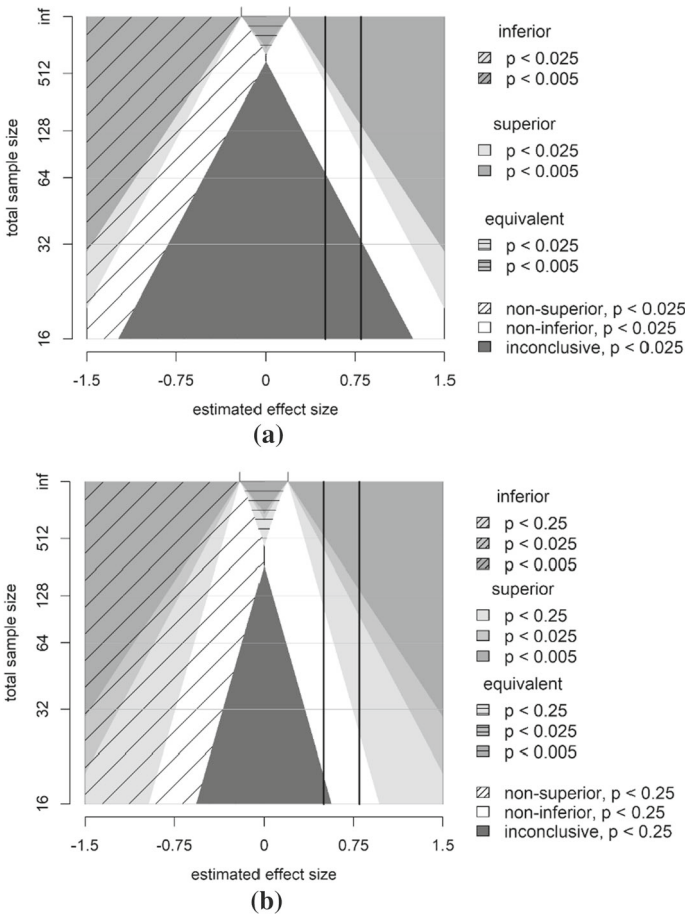 inf
512
128
64
32
16
total sample size
-1.5
-0.75
0
0.75
1.5
estimated effect size
inferior
p < 0.025
p < 0.005
superior
p < 0.025
p < 0.005
equivalent
p < 0.025
p < 0.005
non-superior, p < 0.025
non-inferior, p < 0.025
inconclusive, p < 0.025
(a)
inf
512
128
64
32
16
total sample size
-1.5
-0.75
0
0.75
1.5
estimated effect size
inferior
p < 0.25
p < 0.025
p < 0.005
superior
p < 0.25
p < 0.025
p < 0.005
equivalent
p < 0.25
p < 0.025
p < 0.005
non-superior, p < 0.25
non-inferior, p < 0.25
inconclusive, p < 0.25
(b)